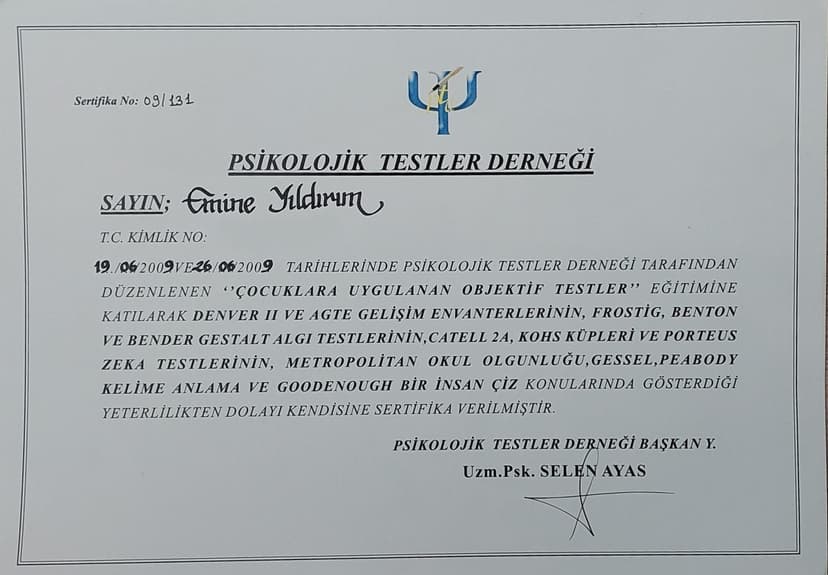 Sertifika No: 09/131
PSİKOLOJİK TESTLER DERNEĞİ
SAYIN; Emine Yıldırım
T.C. KİMLİK NO:
19./06/2009VE26/06/2009 TARİHLERİNDE PSİKOLOJİK TESTLER DERNEĞİ TARAFINDAN
DÜZENLENEN ‘‘ÇOCUKLARA UYGULANAN OBJEKTİF TESTLER’’ EĞİTİMİNE
KATILARAK DENVER II VE AGTE GELİŞİM ENVANTERLERİNİN, FROSTİG, BENTON
VE BENDER GESTALT ALGI TESTLERİNİN,CATELL 2A, KOHS KÜPLERİ VE PORTEUS
ZEKA TESTLERİNİN, METROPOLİTAN OKUL OLGUNLUĞU,GESSEL,PEABODY
KELİME ANLAMA VE GOODENOUGH BİR İNSAN ÇİZ KONULARINDA GÖSTERDİĞİ
YETERLİLİKTEN DOLAYI KENDİSİNE SERTİFİKA VERİLMİŞTİR.
PSİKOLOJİK TESTLER DERNEĞİ BAŞKAN Y.
Uzm.Psk. SELEN AYAS